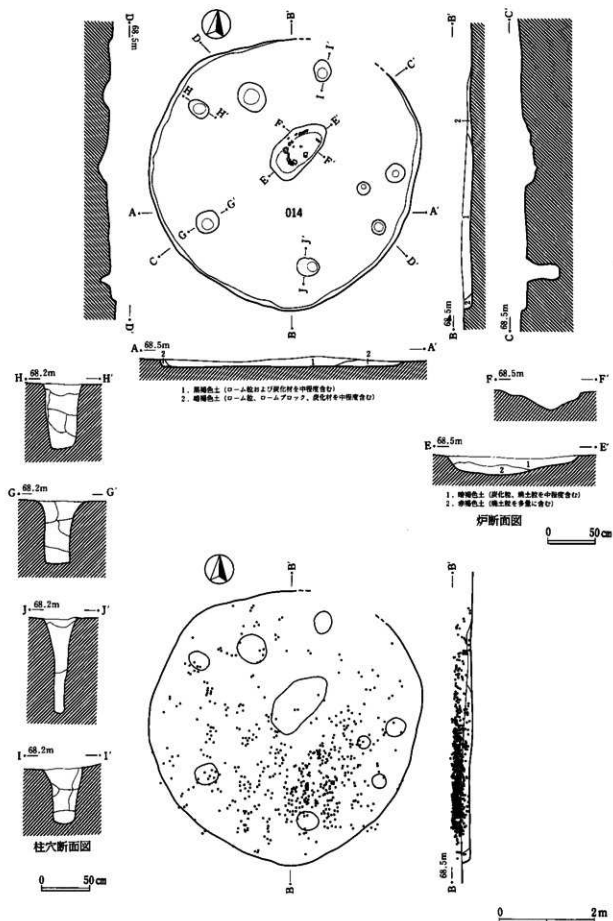 D
68.5m
D'
B'
D
C'
I'
I
H
H'
F
E'
E
F'
G'
G
014
A
A'
C
J'
J
D'
B
B'
2
1
2
68.5m
B
C'
68.5m
C
A 68.5m A'
2 1 2
1．黒褐色土（ローム粒および炭化材を中程度含む）
2．暗褐色土（ローム粒、ロームブロック、炭化材を中程度含む）
H 68.2m H'
F 68.5m F'
E 68.5m E'
2 1
1．暗褐色土（炭化粒、焼土粒を中程度含む）
2．赤褐色土（焼土粒を多量に含む）
炉断面図
0 50cm
G 68.2m G'
J 68.2m J'
I 68.2m I'
柱穴断面図
0 50cm
B'
B
B'
68.5m
B
0 2m